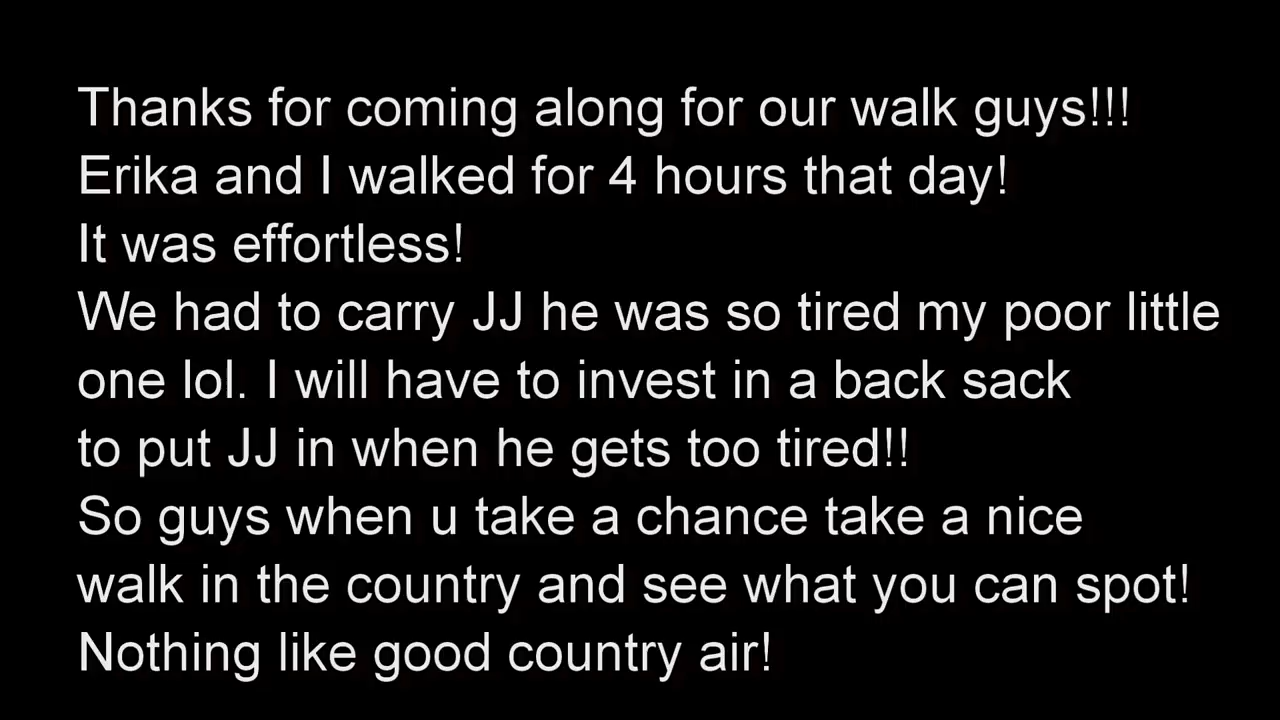 Thanks for coming along for our walk guys!!!
Erika and I walked for 4 hours that day!
It was effortless!
We had to carry JJ he was so tired my poor little
one lol. I will have to invest in a back sack
to put JJ in when he gets too tired!!
So guys when u take a chance take a nice
walk in the country and see what you can spot!
Nothing like good country air!